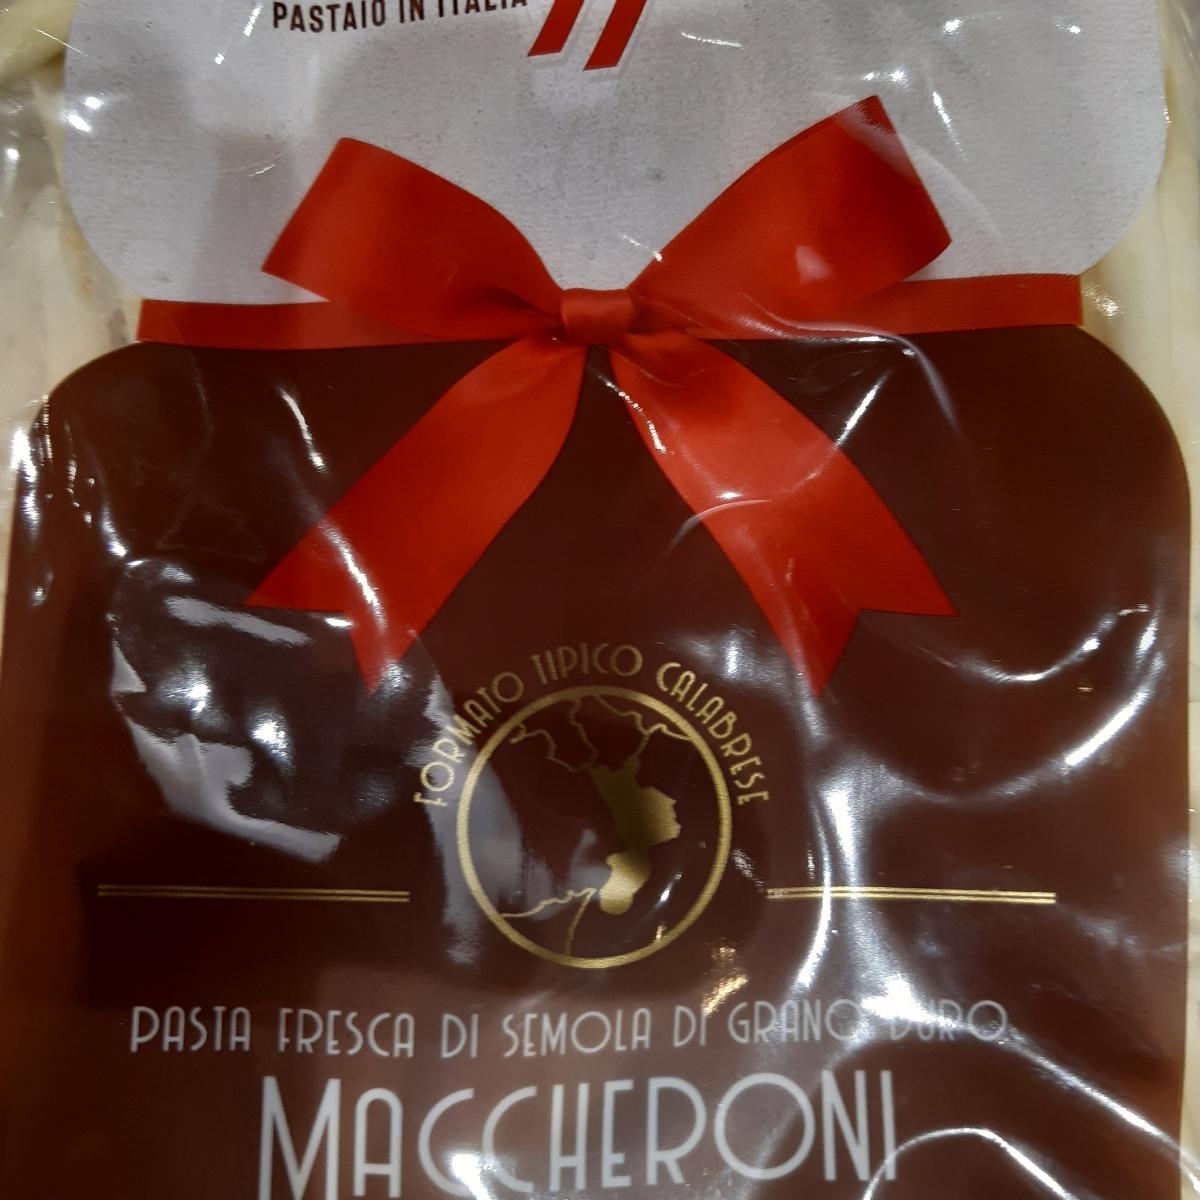 PASTAIO IN ITALIA
FORMATO TIPICO CALABRESE
PASTA FRESCA DI SEMOLA DI GRANO DURO
MACCHERONI